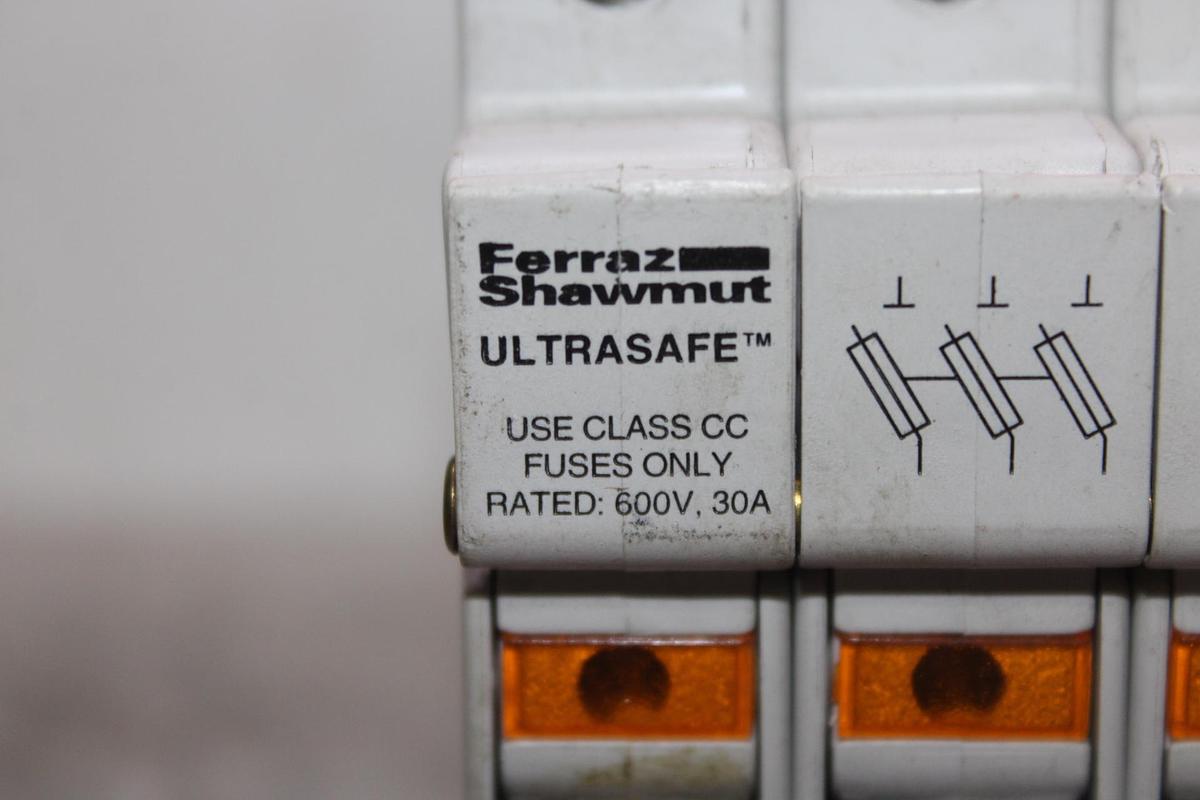 Ferraz
Shawmut
ULTRASAFE™
USE CLASS CC
FUSES ONLY
RATED: 600V, 30A